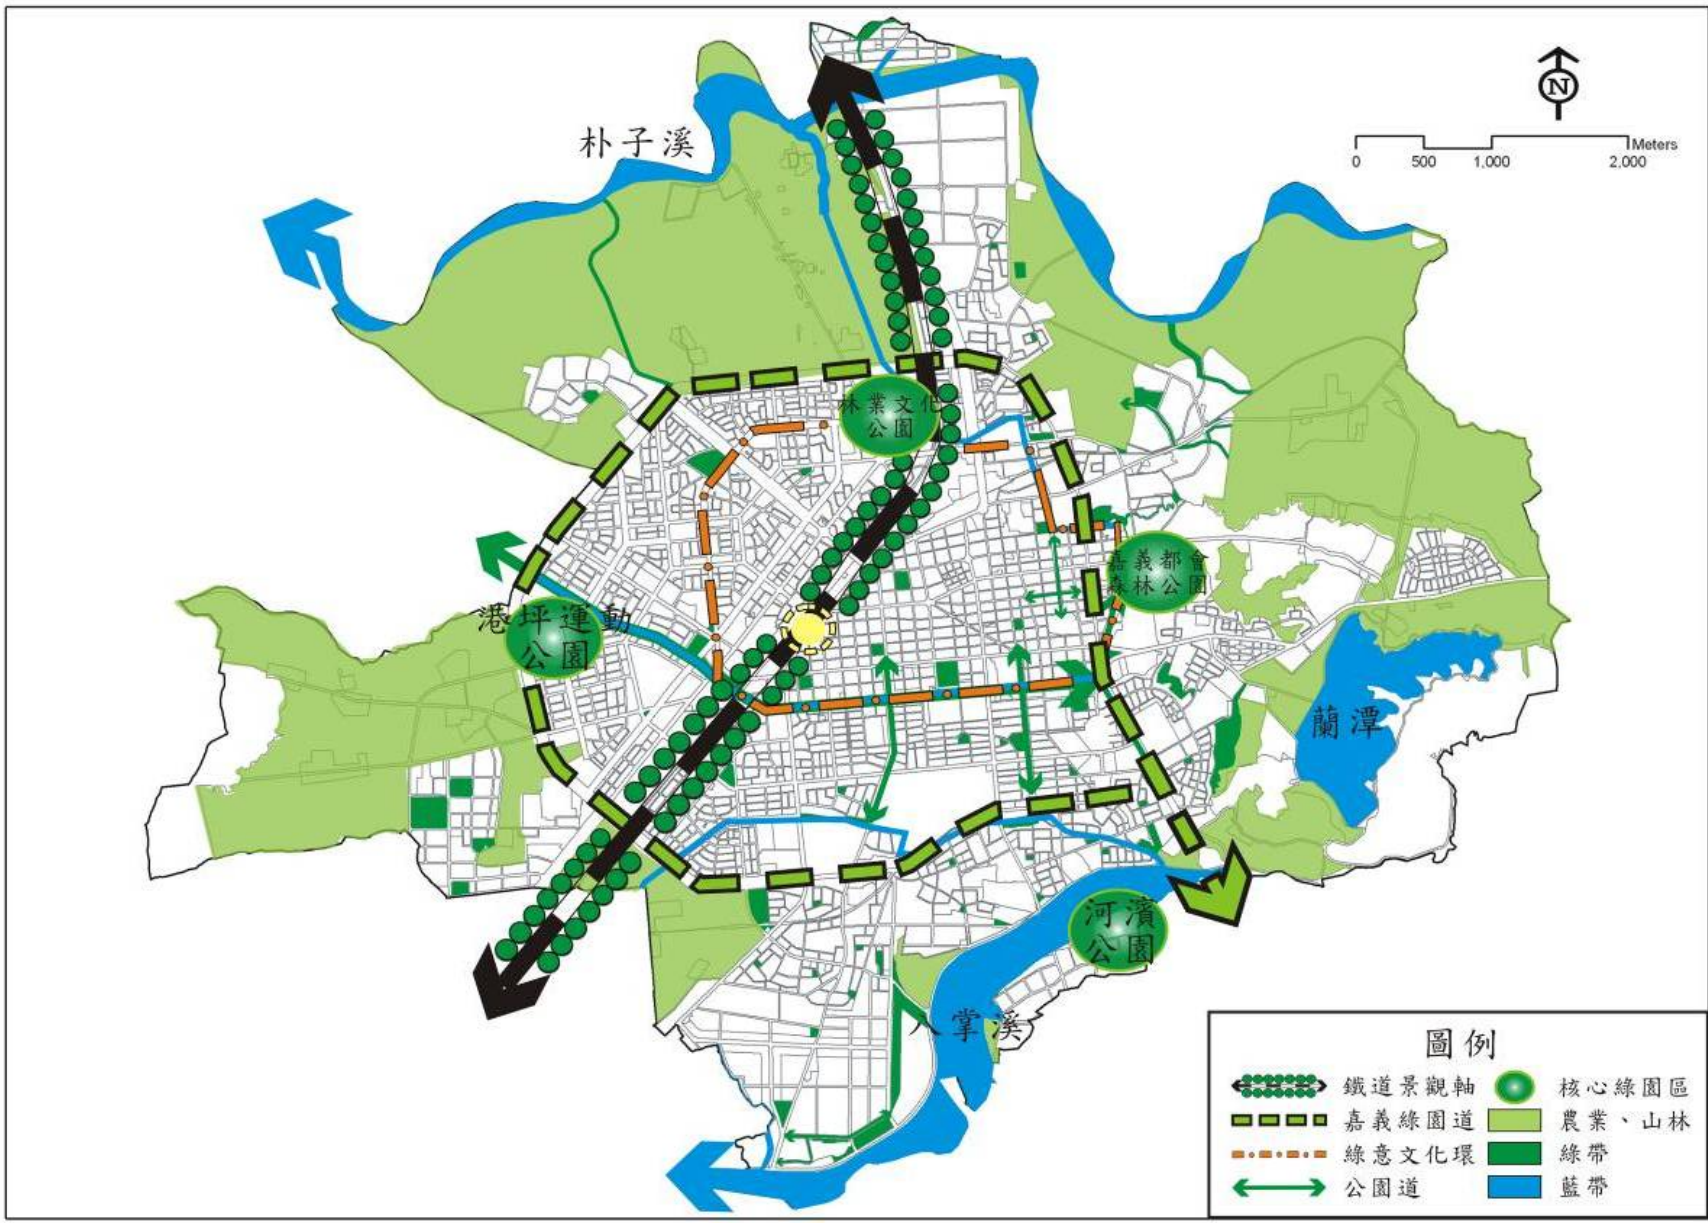 N
Meters
0 500 1,000 2,000
朴子溪
林業文化
公園
嘉義都會
森林公園
港坪運動
公園
蘭潭
河濱
公園
八掌溪
圖例
鐵道景觀軸 核心綠園區
嘉義綠園道 農業、山林
綠意文化環 綠帶
公園道 藍帶